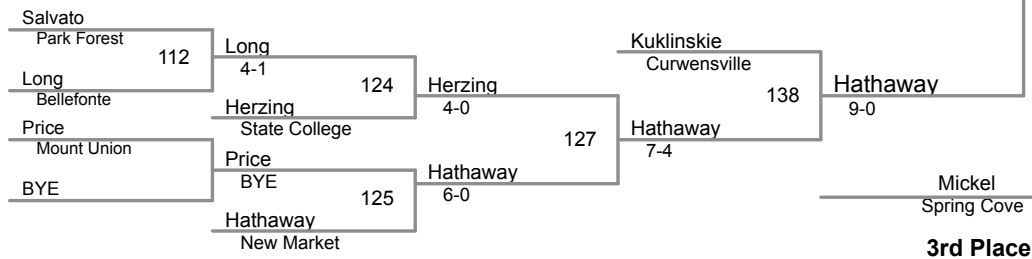 Salvato
Park Forest
112
Long
Bellefonte
Long
4-1
124
Herzing
State College
Herzing
4-0
Price
Mount Union
BYE
Price
BYE
125
Hathaway
New Market
Hathaway
6-0
127
Kuklinskie
Curwensville
138
Hathaway
7-4
Hathaway
9-0
Mickel
Spring Cove
3rd Place